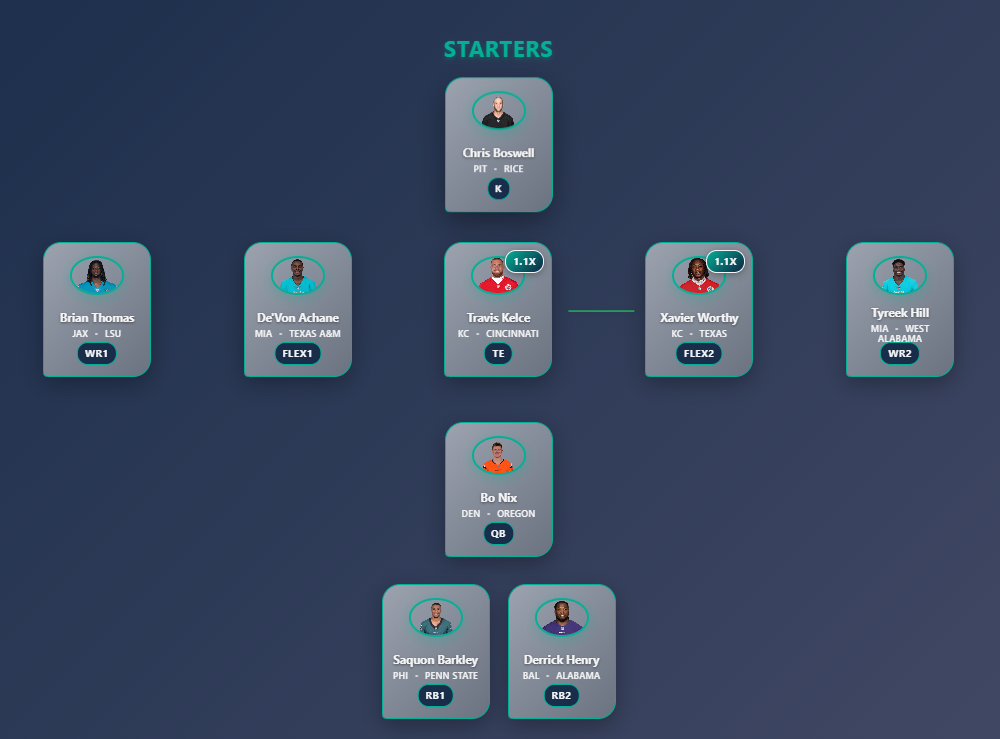 STARTERS
Chris Boswell
PIT - RICE
K
Brian Thomas
JAX - LSU
WR1
De'Von Achane
MIA - TEXAS A&M
FLEX1
1.1X
Travis Kelce
KC - CINCINNATI
TE
1.1X
Xavier Worthy
KC - TEXAS
FLEX2
Tyreek Hill
MIA - WEST
ALABAMA
WR2
Bo Nix
DEN - OREGON
QB
Saquon Barkley
PHI - PENN STATE
RB1
Derrick Henry
BAL - ALABAMA
RB2